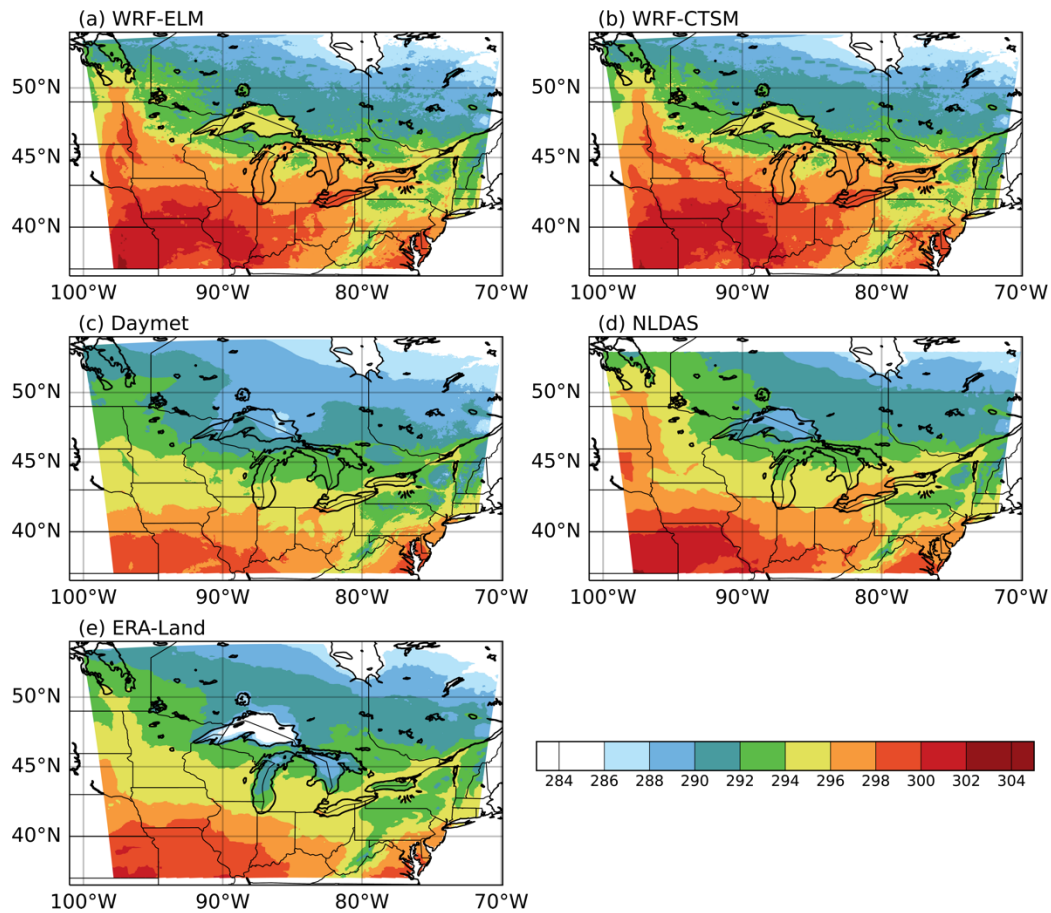 (a) WRF-ELM
(b) WRF-CTSM
50°N
50°N
45°N
45°N
40°N
40°N
100°W 90°W 80°W 70°W
100°W 90°W 80°W 70°W
(c) Daymet
(d) NLDAS
50°N
50°N
45°N
45°N
40°N
40°N
100°W 90°W 80°W 70°W
100°W 90°W 80°W 70°W
(e) ERA-Land
50°N
45°N
40°N
100°W 90°W 80°W 70°W
284 286 288 290 292 294 296 298 300 302 304